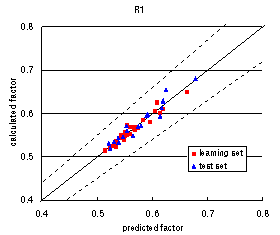 R1
0.8
0.7
0.6
0.5
0.4
calculated factor
learning set
test set
0.4 0.5 0.6 0.7 0.8
predicted factor